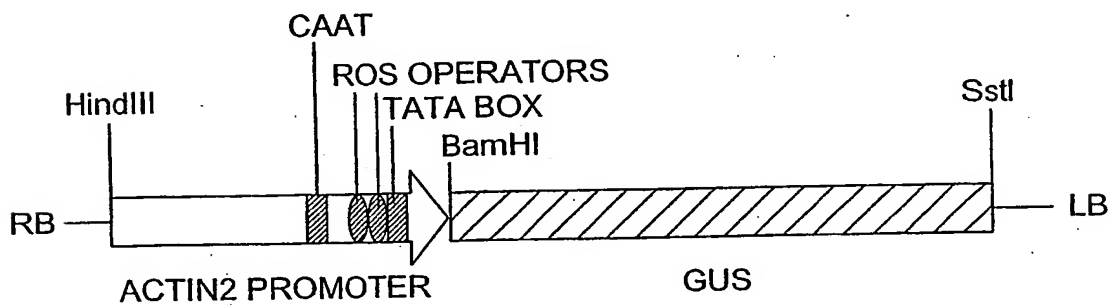 CAAT
ROS OPERATORS
HindIII
TATA BOX
SstI
BamHI
RB
LB
ACTIN2 PROMOTER
GUS